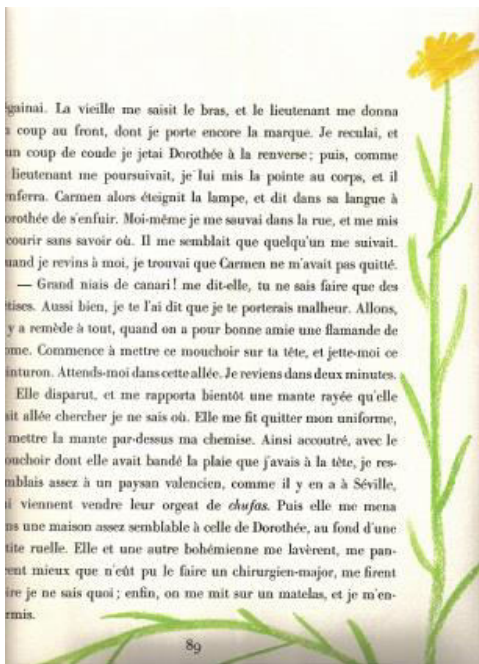 gainai. La vieille me saisit le bras, et le lieutenant me donna
coup au front, dont je porte encore la marque. Je reculai, et
un coup de coude je jetai Dorothée à la renverse; puis, comme
lieutenant me poursuivait, je lui mis la pointe au corps, et il
enferra. Carmen alors éteignit la lampe, et dit dans sa langue à
orothée de s'enfuir. Moi-même je me sauvai dans la rue, et me mis
courir sans savoir où. Il me semblait que quelqu'un me suivait.
uand je revins à moi, je trouvai que Carmen ne m'avait pas quitté.
— Grand niais de canari! me dit-elle, tu ne sais faire que des
tises. Aussi bien, je te l'ai dit que je te porterais malheur. Allons,
y a remède à tout, quand on a pour bonne amie une flamande de
ome. Commence à mettre ce mouchoir sur ta tête, et jette-moi ce
inturon. Attends-moi dans cette allée. Je reviens dans deux minutes.
Elle disparut, et me rapporta bientôt une mante rayée qu'elle
ait allée chercher je ne sais où. Elle me fit quitter mon uniforme,
mettre la mante par-dessus ma chemise. Ainsi accoutré, avec le
ouchoir dont elle avait bandé la plaie que j'avais à la tête, je res-
mblais assez à un paysan valencien, comme il y en a à Séville,
i viennent vendre leur orgeat de chufas. Puis elle me mena
ns une maison assez semblable à celle de Dorothée, au fond d'une
tite ruelle. Elle et une autre bohémienne me lavèrent, me pan-
ent mieux que n'eût pu le faire un chirurgien-major, me firent
ire je ne sais quoi; enfin, on me mit sur un matelas, et je m'en-
rmis.
89